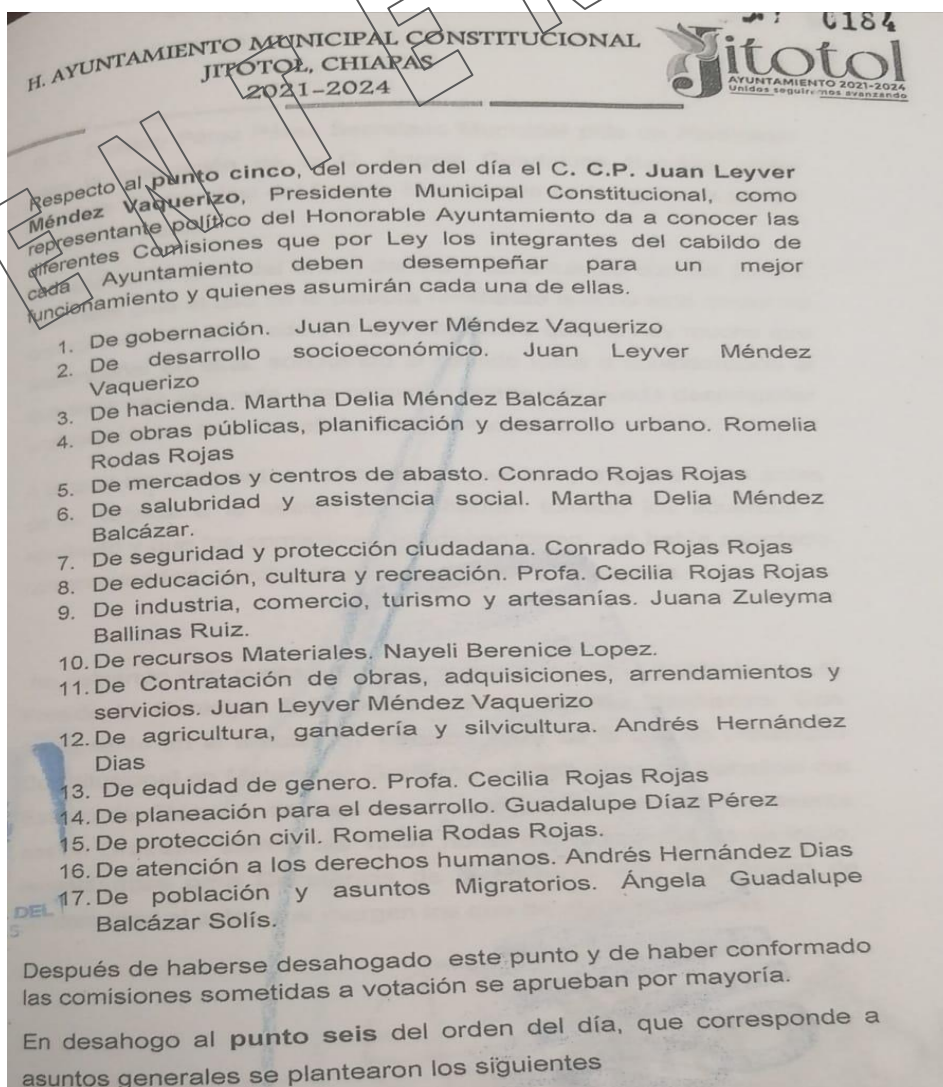 0184
H. AYUNTAMIENTO MUNICIPAL CONSTITUCIONAL
JITOTOL, CHIAPAS
2021-2024
Jitotol
AYUNTAMIENTO 2021-2024
Unidos seguiremos avanzando
Respecto al punto cinco, del orden del día el C. C.P. Juan Leyver
Méndez Vaquerizo, Presidente Municipal Constitucional, como
representante político del Honorable Ayuntamiento da a conocer las
diferentes Comisiones que por Ley los integrantes del cabildo de
cada Ayuntamiento deben desempeñar para un mejor
funcionamiento y quienes asumirán cada una de ellas.
1. De gobernación. Juan Leyver Méndez Vaquerizo
2. De desarrollo socioeconómico. Juan Leyver Méndez
Vaquerizo
3. De hacienda. Martha Delia Méndez Balcázar
4. De obras públicas, planificación y desarrollo urbano. Romelia
Rodas Rojas
5. De mercados y centros de abasto. Conrado Rojas Rojas
6. De salubridad y asistencia social. Martha Delia Méndez
Balcázar.
7. De seguridad y protección ciudadana. Conrado Rojas Rojas
8. De educación, cultura y recreación. Profa. Cecilia Rojas Rojas
9. De industria, comercio, turismo y artesanías. Juana Zuleyma
Ballinas Ruiz.
10. De recursos Materiales. Nayeli Berenice Lopez.
11. De Contratación de obras, adquisiciones, arrendamientos y
servicios. Juan Leyver Méndez Vaquerizo
12. De agricultura, ganadería y silvicultura. Andrés Hernández
Dias
13. De equidad de genero. Profa. Cecilia Rojas Rojas
14. De planeación para el desarrollo. Guadalupe Díaz Pérez
15. De protección civil. Romelia Rodas Rojas.
16. De atención a los derechos humanos. Andrés Hernández Dias
17. De población y asuntos Migratorios. Ángela Guadalupe
Balcázar Solís.
DEL
Después de haberse desahogado este punto y de haber conformado
las comisiones sometidas a votación se aprueban por mayoría.
En desahogo al punto seis del orden del día, que corresponde a
asuntos generales se plantearon los siguientes